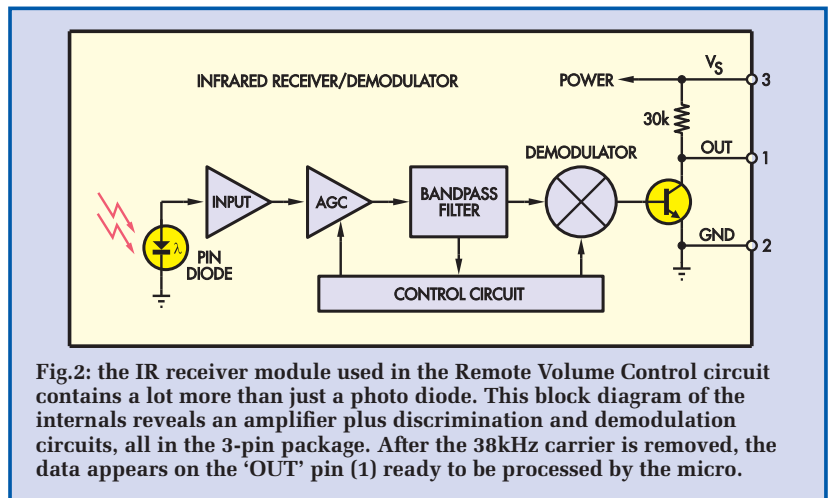 INFRARED RECEIVER/DEMODULATOR
POWER
VS
3
30k
OUT
1
DEMODULATOR
INPUT
AGC
BANDPASS
FILTER
λ
PIN
DIODE
GND
2
CONTROL CIRCUIT
Fig.2: the IR receiver module used in the Remote Volume Control circuit
contains a lot more than just a photo diode. This block diagram of the
internals reveals an amplifier plus discrimination and demodulation
circuits, all in the 3-pin package. After the 38kHz carrier is removed, the
data appears on the ‘OUT’ pin (1) ready to be processed by the micro.